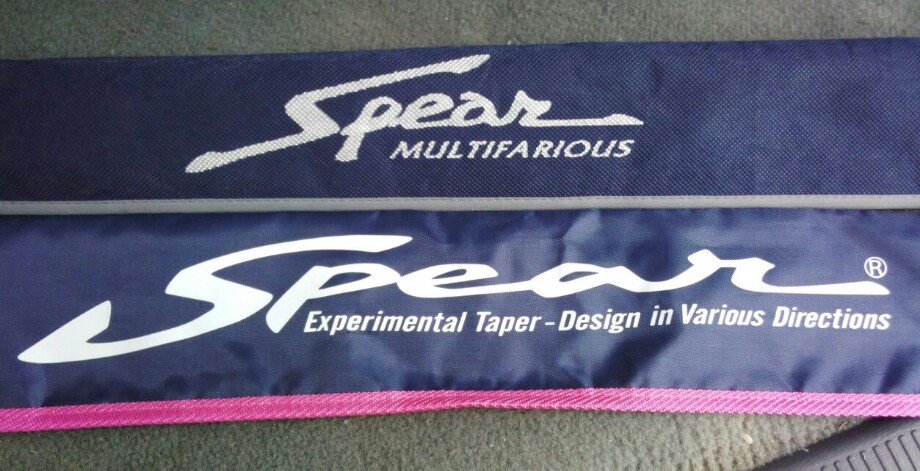 Spear
MULTIFARIOUS
Spear®
Experimental Taper - Design in Various Directions